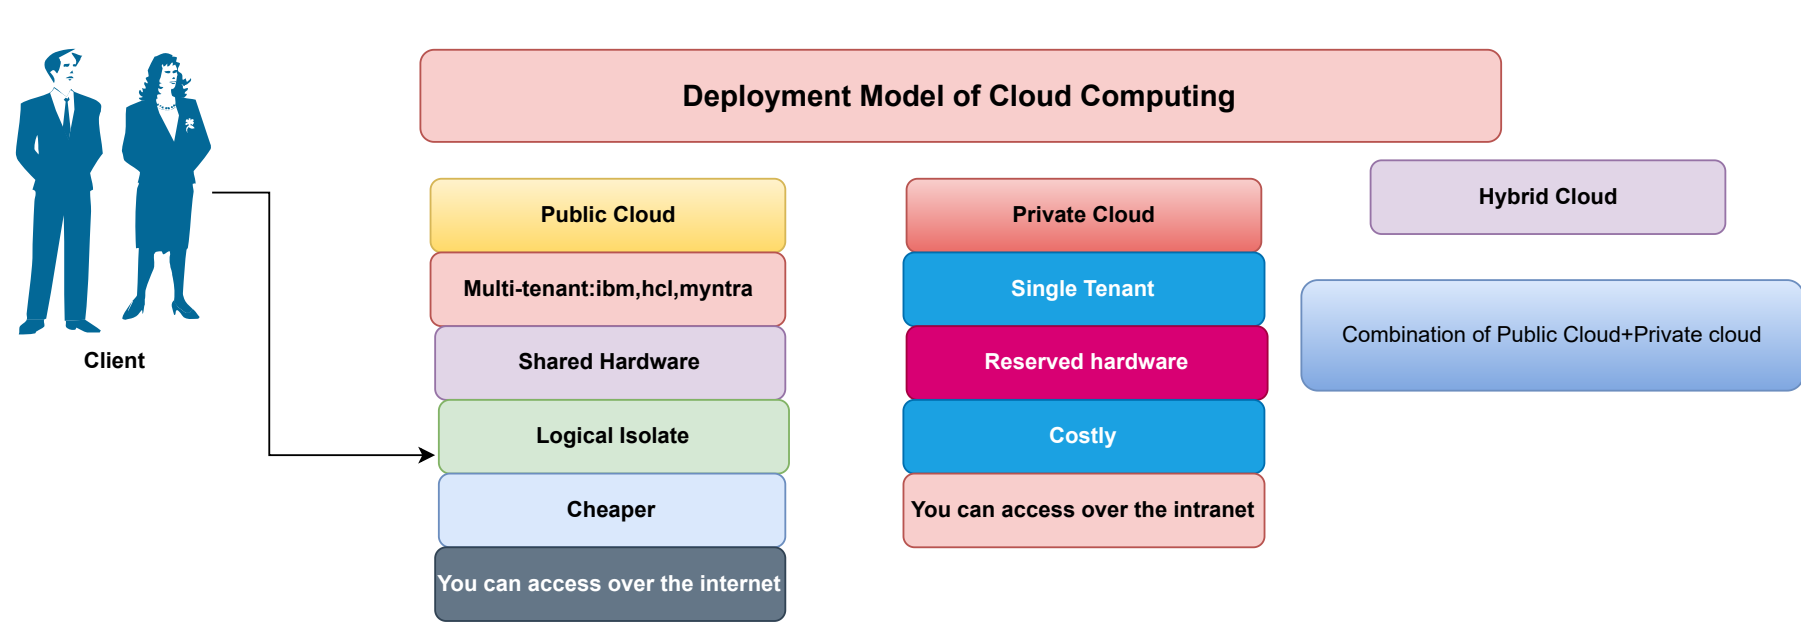 Deployment Model of Cloud Computing
Client
Public Cloud
Multi-tenant:ibm,hcl,myntra
Shared Hardware
Logical Isolate
Cheaper
You can access over the internet
Private Cloud
Single Tenant
Reserved hardware
Costly
You can access over the intranet
Hybrid Cloud
Combination of Public Cloud+Private cloud